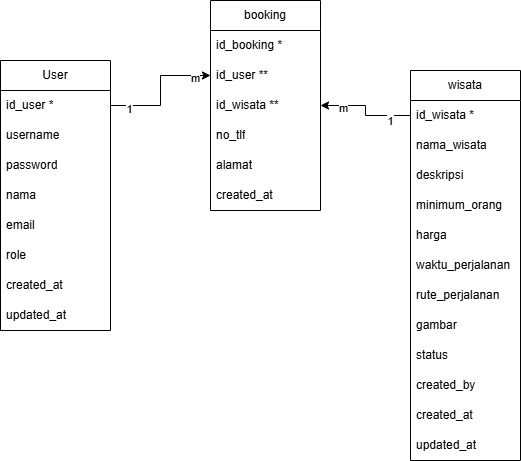 User
id_user *
username
password
nama
email
role
created_at
updated_at
1
m
booking
id_booking *
id_user **
id_wisata **
no_tlf
alamat
created_at
m
1
wisata
id_wisata *
nama_wisata
deskripsi
minimum_orang
harga
waktu_perjalanan
rute_perjalanan
gambar
status
created_by
created_at
updated_at